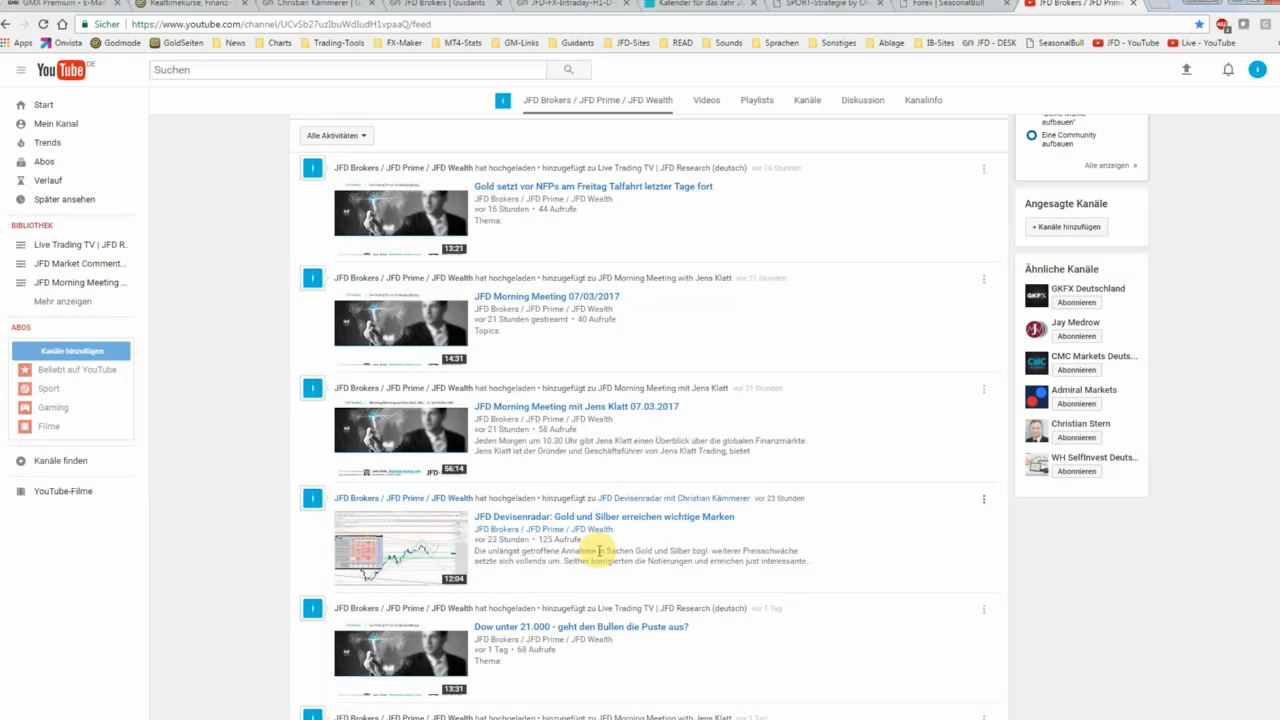 GMX Premium - E-Mail
Realtimekurse, Finanz-
Christian Kämmerer | G
JFD Brokers | Guidants
JFD-FX-Intraday-H1-D
Kalender für das Jahr 2
SPORT-Strategie by Cl
Forex | SeasonalBull
JFD Brokers / JFD Prime
Sicher | https://www.youtube.com/channel/UCvSb27uzIbuWdIudH1vpaaQ/feed
Apps Onvista Godmode GoldSeiten News Charts Trading-Tools FX-Maker MT4-Stats GM-Links Guidants JFD-Sites READ Sounds Sprachen Sonstiges Ablage IB-Sites JFD - DESK SeasonalBull JFD - YouTube Live - YouTube
YouTube DE
Suchen
JFD Brokers / JFD Prime / JFD Wealth Videos Playlists Kanäle Diskussion Kanalinfo
Start
Mein Kanal
Trends
Abos
Verlauf
Später ansehen
BIBLIOTHEK
Live Trading TV | JFD R..
JFD Market Comment...
JFD Morning Meeting ...
Mehr anzeigen
ABOS
Kanäle hinzufügen
Beliebt auf YouTube
Sport
Gaming
Filme
Kanäle finden
YouTube-Filme
Alle Aktivitäten
JFD Brokers / JFD Prime / JFD Wealth hat hochgeladen • hinzugefügt zu Live Trading TV | JFD Research (deutsch) vor 16 Stunden
Gold setzt vor NFPs am Freitag Talfahrt letzter Tage fort
JFD Brokers / JFD Prime / JFD Wealth
vor 16 Stunden • 44 Aufrufe
Thema:
13:21
JFD Brokers / JFD Prime / JFD Wealth hat hochgeladen • hinzugefügt zu JFD Morning Meeting with Jens Klatt vor 21 Stunden
JFD Morning Meeting 07/03/2017
JFD Brokers / JFD Prime / JFD Wealth
vor 21 Stunden gestreamt • 40 Aufrufe
Topics:
14:31
JFD Brokers / JFD Prime / JFD Wealth hat hochgeladen • hinzugefügt zu JFD Morning Meeting mit Jens Klatt vor 21 Stunden
JFD Morning Meeting mit Jens Klatt 07.03.2017
JFD Brokers / JFD Prime / JFD Wealth
vor 21 Stunden • 58 Aufrufe
Jeden Morgen um 10.30 Uhr gibt Jens Klatt einen Überblick über die globalen Finanzmärkte.
Jens Klatt ist der Gründer und Geschäftsführer von Jens Klatt Trading, bietet
56:14
JFD Brokers / JFD Prime / JFD Wealth hat hochgeladen • hinzugefügt zu JFD Devisenradar mit Christian Kämmerer vor 23 Stunden
JFD Devisenradar: Gold und Silber erreichen wichtige Marken
JFD Brokers / JFD Prime / JFD Wealth
vor 23 Stunden • 125 Aufrufe
Die unlängst getroffene Annahme in Sachen Gold und Silber bzgl. weiterer Preisschwäche
setzte sich vollends um. Seither korrigierten die Notierungen und erreichen just interessante...
12:04
JFD Brokers / JFD Prime / JFD Wealth hat hochgeladen • hinzugefügt zu Live Trading TV | JFD Research (deutsch) vor 1 Tag
Dow unter 21.000 - geht den Bullen die Puste aus?
JFD Brokers / JFD Prime / JFD Wealth
vor 1 Tag • 68 Aufrufe
Thema:
13:31
JFD Brokers / JFD Prime / JFD Wealth hat hochgeladen • hinzugefügt zu JFD Morning Meeting with Jens Klatt vor 1 Tag
aufbauen"
Eine Community
aufbauen
Alle anzeigen »
Angesagte Kanäle
+ Kanäle hinzufügen
Ähnliche Kanäle
GKFX
GKFX Deutschland
Abonnieren
Jay Medrow
Abonnieren
CMC
CMC Markets Deuts...
Abonnieren
Admiral Markets
Abonnieren
Christian Stern
Abonnieren
WH SelfInvest Deuts...
Abonnieren